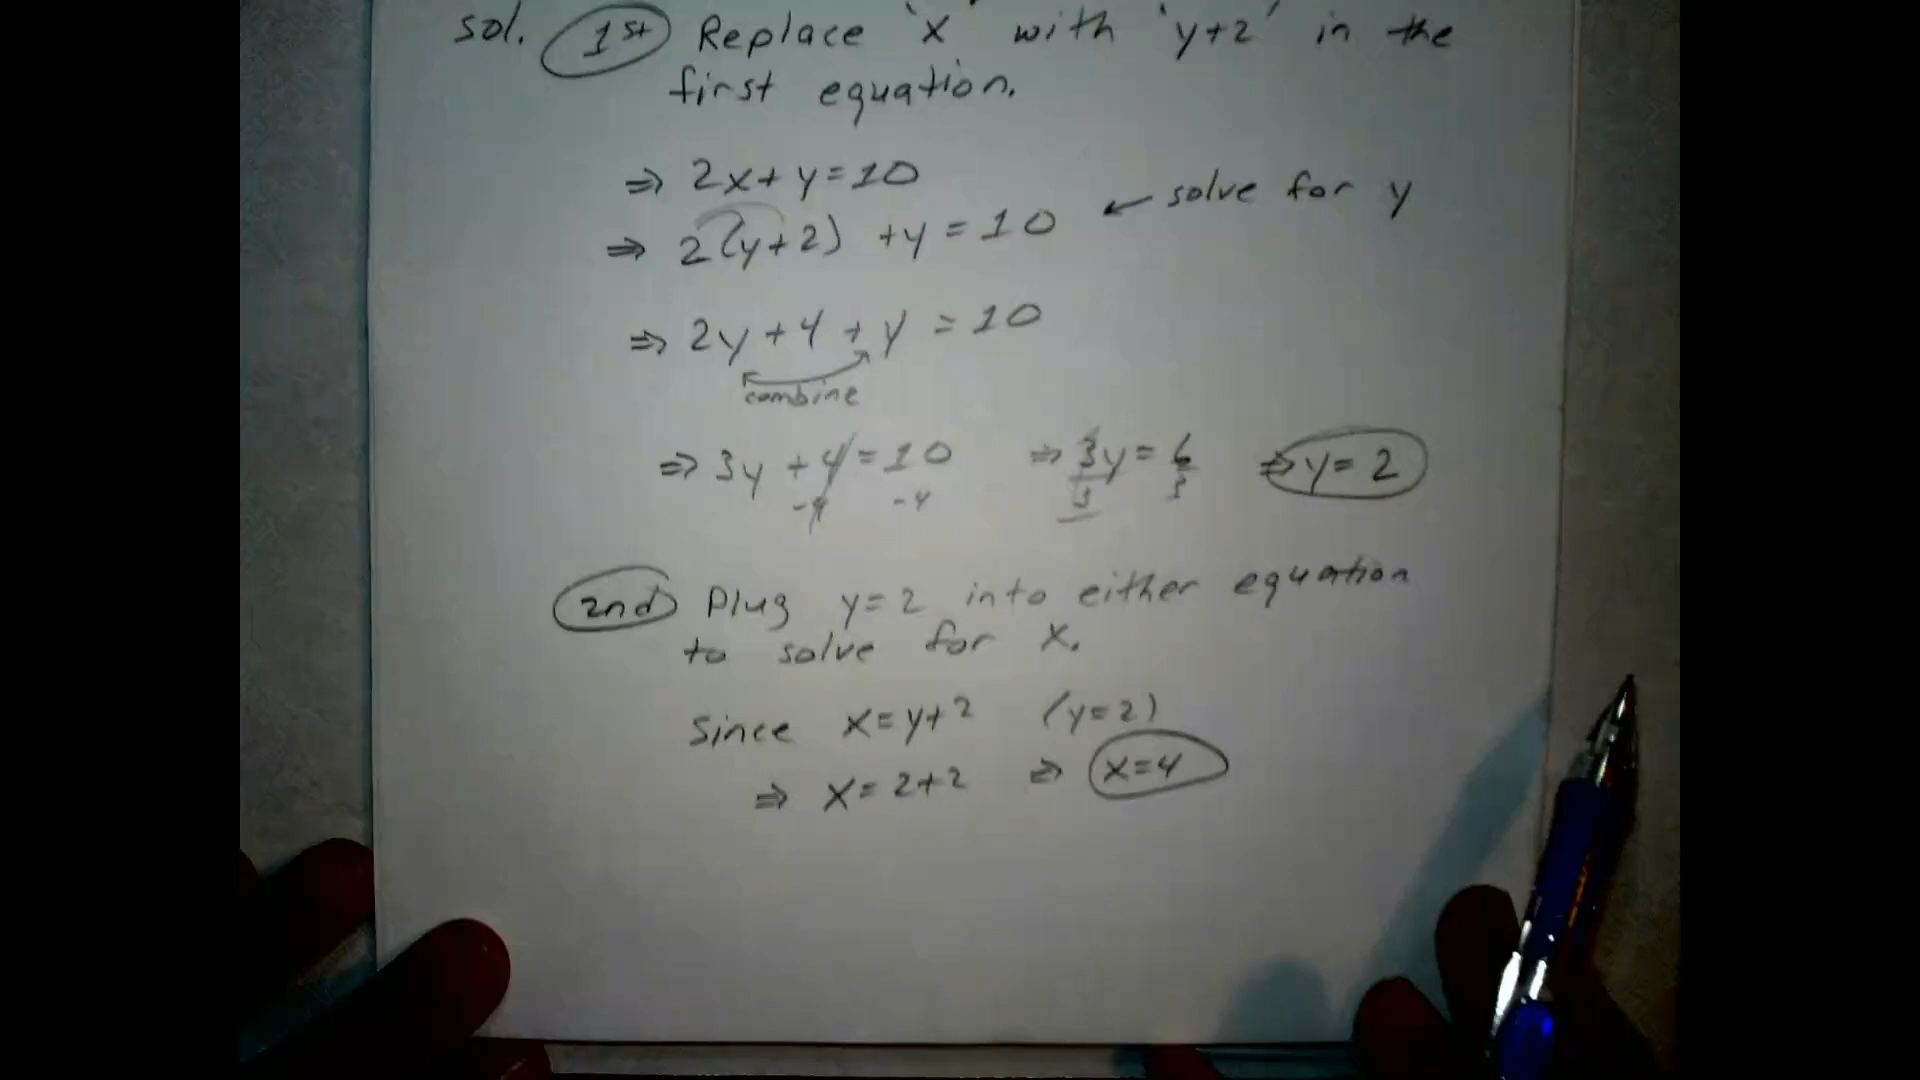 sol. 1st Replace 'x' with 'y+2' in the
first equation.
⇒ 2x+y=10
⇒ 2(y+2) +y=10 ← solve for y
⇒ 2y+4+y=10
combine
⇒ 3y+4=10 ⇒ 3y=6 ⇒ y=2
-4 -4 3 3
2nd Plug y=2 into either equation
to solve for x.
Since x=y+2 (y=2)
⇒ x=2+2 ⇒ x=4